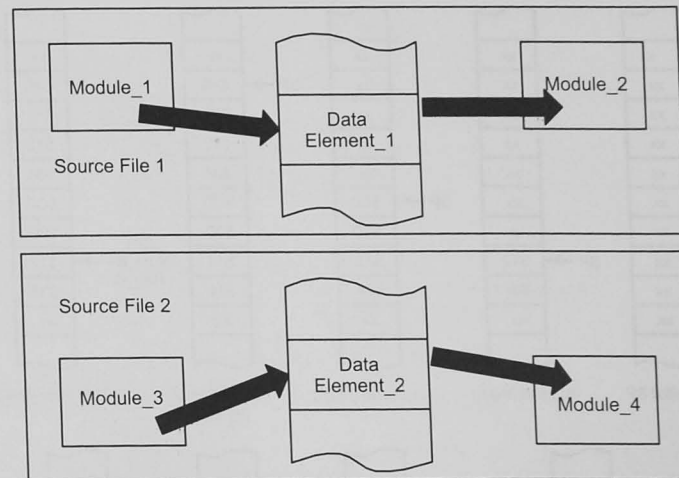 Module_1
Data
Element_1
Module_2
Source File 1
Source File 2
Data
Element_2
Module_3
Module_4